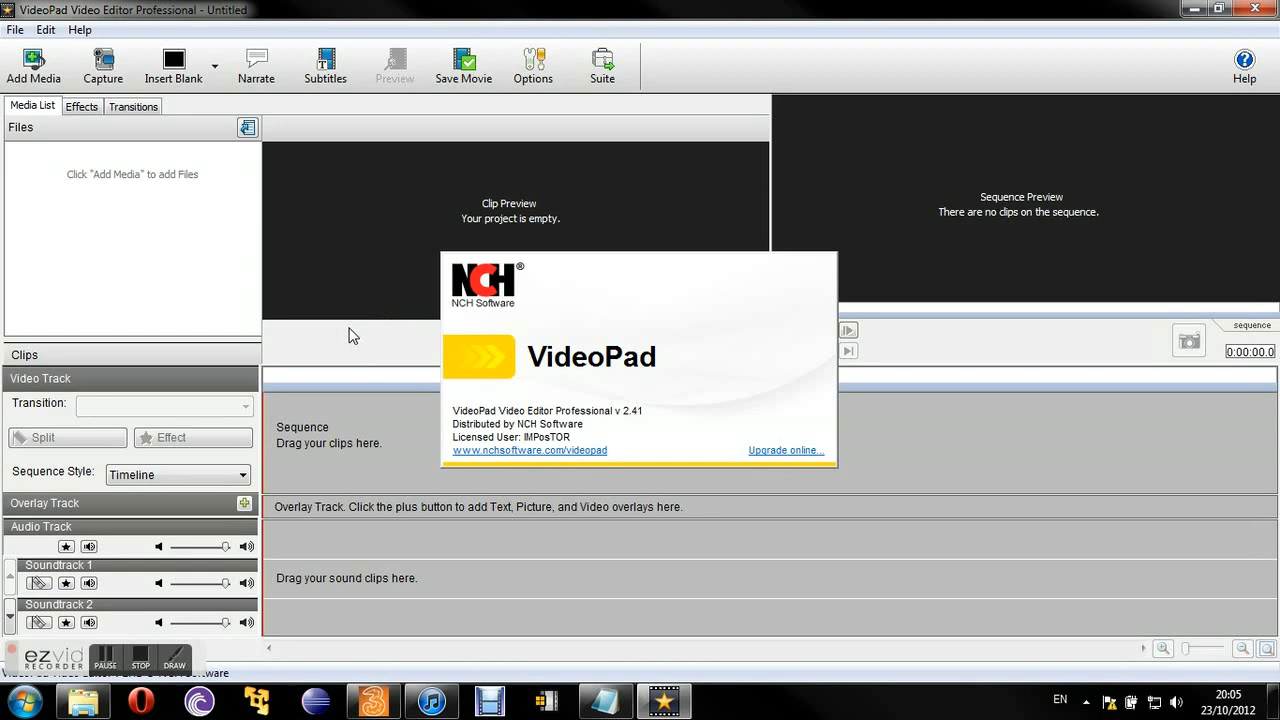 VideoPad Video Editor Professional - Untitled
File Edit Help
Add Media Capture Insert Blank Narrate Subtitles Preview Save Movie Options Suite Help
Media List Effects Transitions
Files
Click "Add Media" to add Files
Clip Preview
Your project is empty.
Sequence Preview
There are no clips on the sequence.
NCH®
NCH Software
VideoPad
VideoPad Video Editor Professional v 2.41
Distributed by NCH Software
Licensed User: IMPosTOR
www.nchsoftware.com/videopad Upgrade online...
sequence
0:00:00.0
Clips
Video Track
Transition:
Split Effect
Sequence Style: Timeline
Sequence
Drag your clips here.
Overlay Track
Overlay Track. Click the plus button to add Text, Picture, and Video overlays here.
Audio Track
Soundtrack 1
Drag your sound clips here.
Soundtrack 2
ezvid
RECORDER
PAUSE STOP DRAW
EN
20:05
23/10/2012